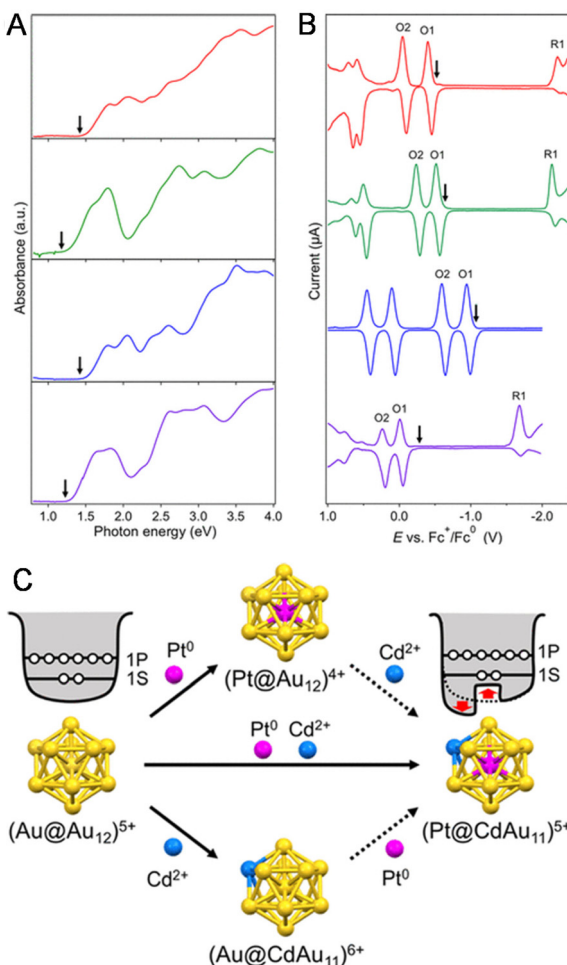 A
Absorbance (a.u.)
1.0 1.5 2.0 2.5 3.0 3.5 4.0
Photon energy (eV)
B
O2 O1 R1
O2 O1 R1
O2 O1
O2 O1 R1
Current (μA)
1.0 0.0 -1.0 -2.0
E vs. Fc⁺/Fc⁰ (V)
C
1P
1S
Pt⁰
(Pt@Au₁₂)⁴⁺
Cd²⁺
1P
1S
Pt⁰ Cd²⁺
(Au@Au₁₂)⁵⁺
(Pt@CdAu₁₁)⁵⁺
Cd²⁺
(Au@CdAu₁₁)⁶⁺
Pt⁰